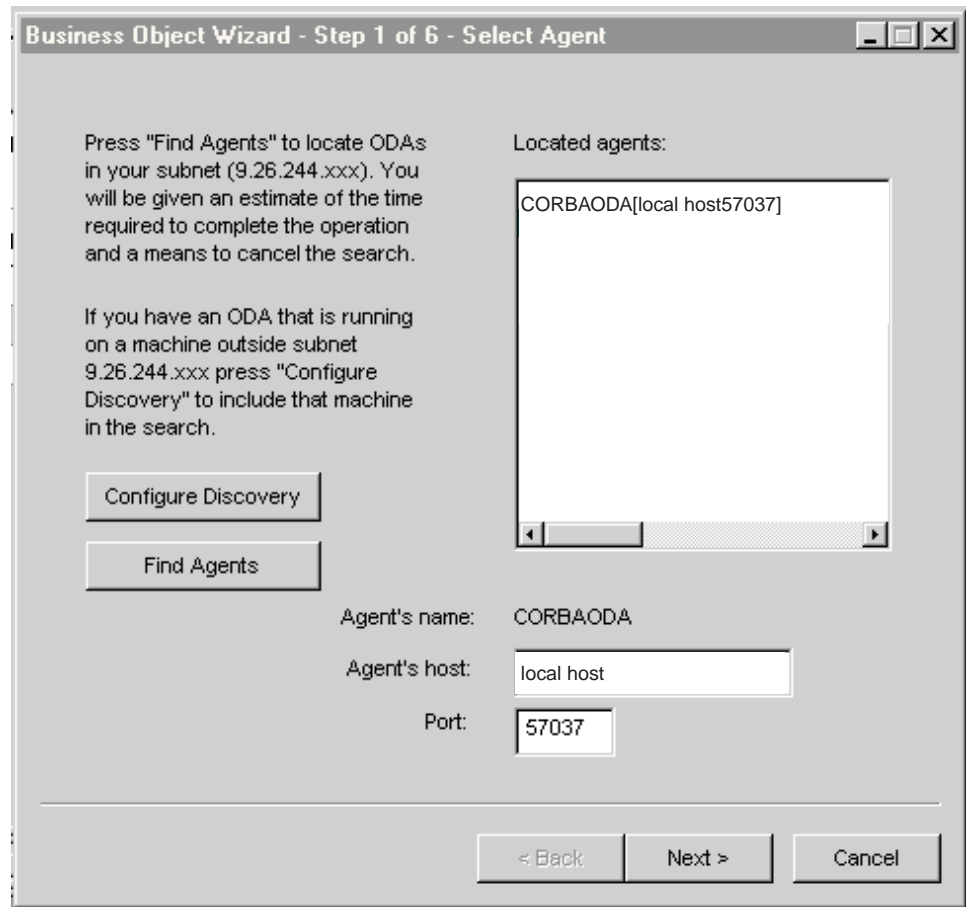 Business Object Wizard - Step 1 of 6 - Select Agent
Press "Find Agents" to locate ODAs
in your subnet (9.26.244.xxx). You
will be given an estimate of the time
required to complete the operation
and a means to cancel the search.
If you have an ODA that is running
on a machine outside subnet
9.26.244.xxx press "Configure
Discovery" to include that machine
in the search.
Configure Discovery
Find Agents
Located agents:
CORBAODA[local host57037]
Agent's name: CORBAODA
Agent's host: local host
Port: 57037
< Back Next > Cancel